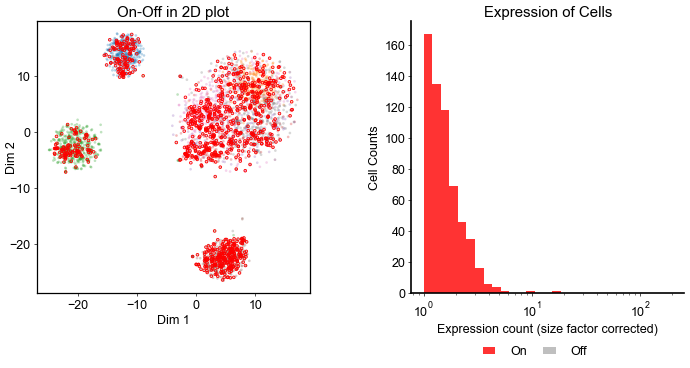 On-Off in 2D plot
Dim 2
10
0
−10
−20
−20
−10
0
10
Dim 1
Expression of Cells
Cell Counts
160
140
120
100
80
60
40
20
0
10^0
10^1
10^2
Expression count (size factor corrected)
On
Off